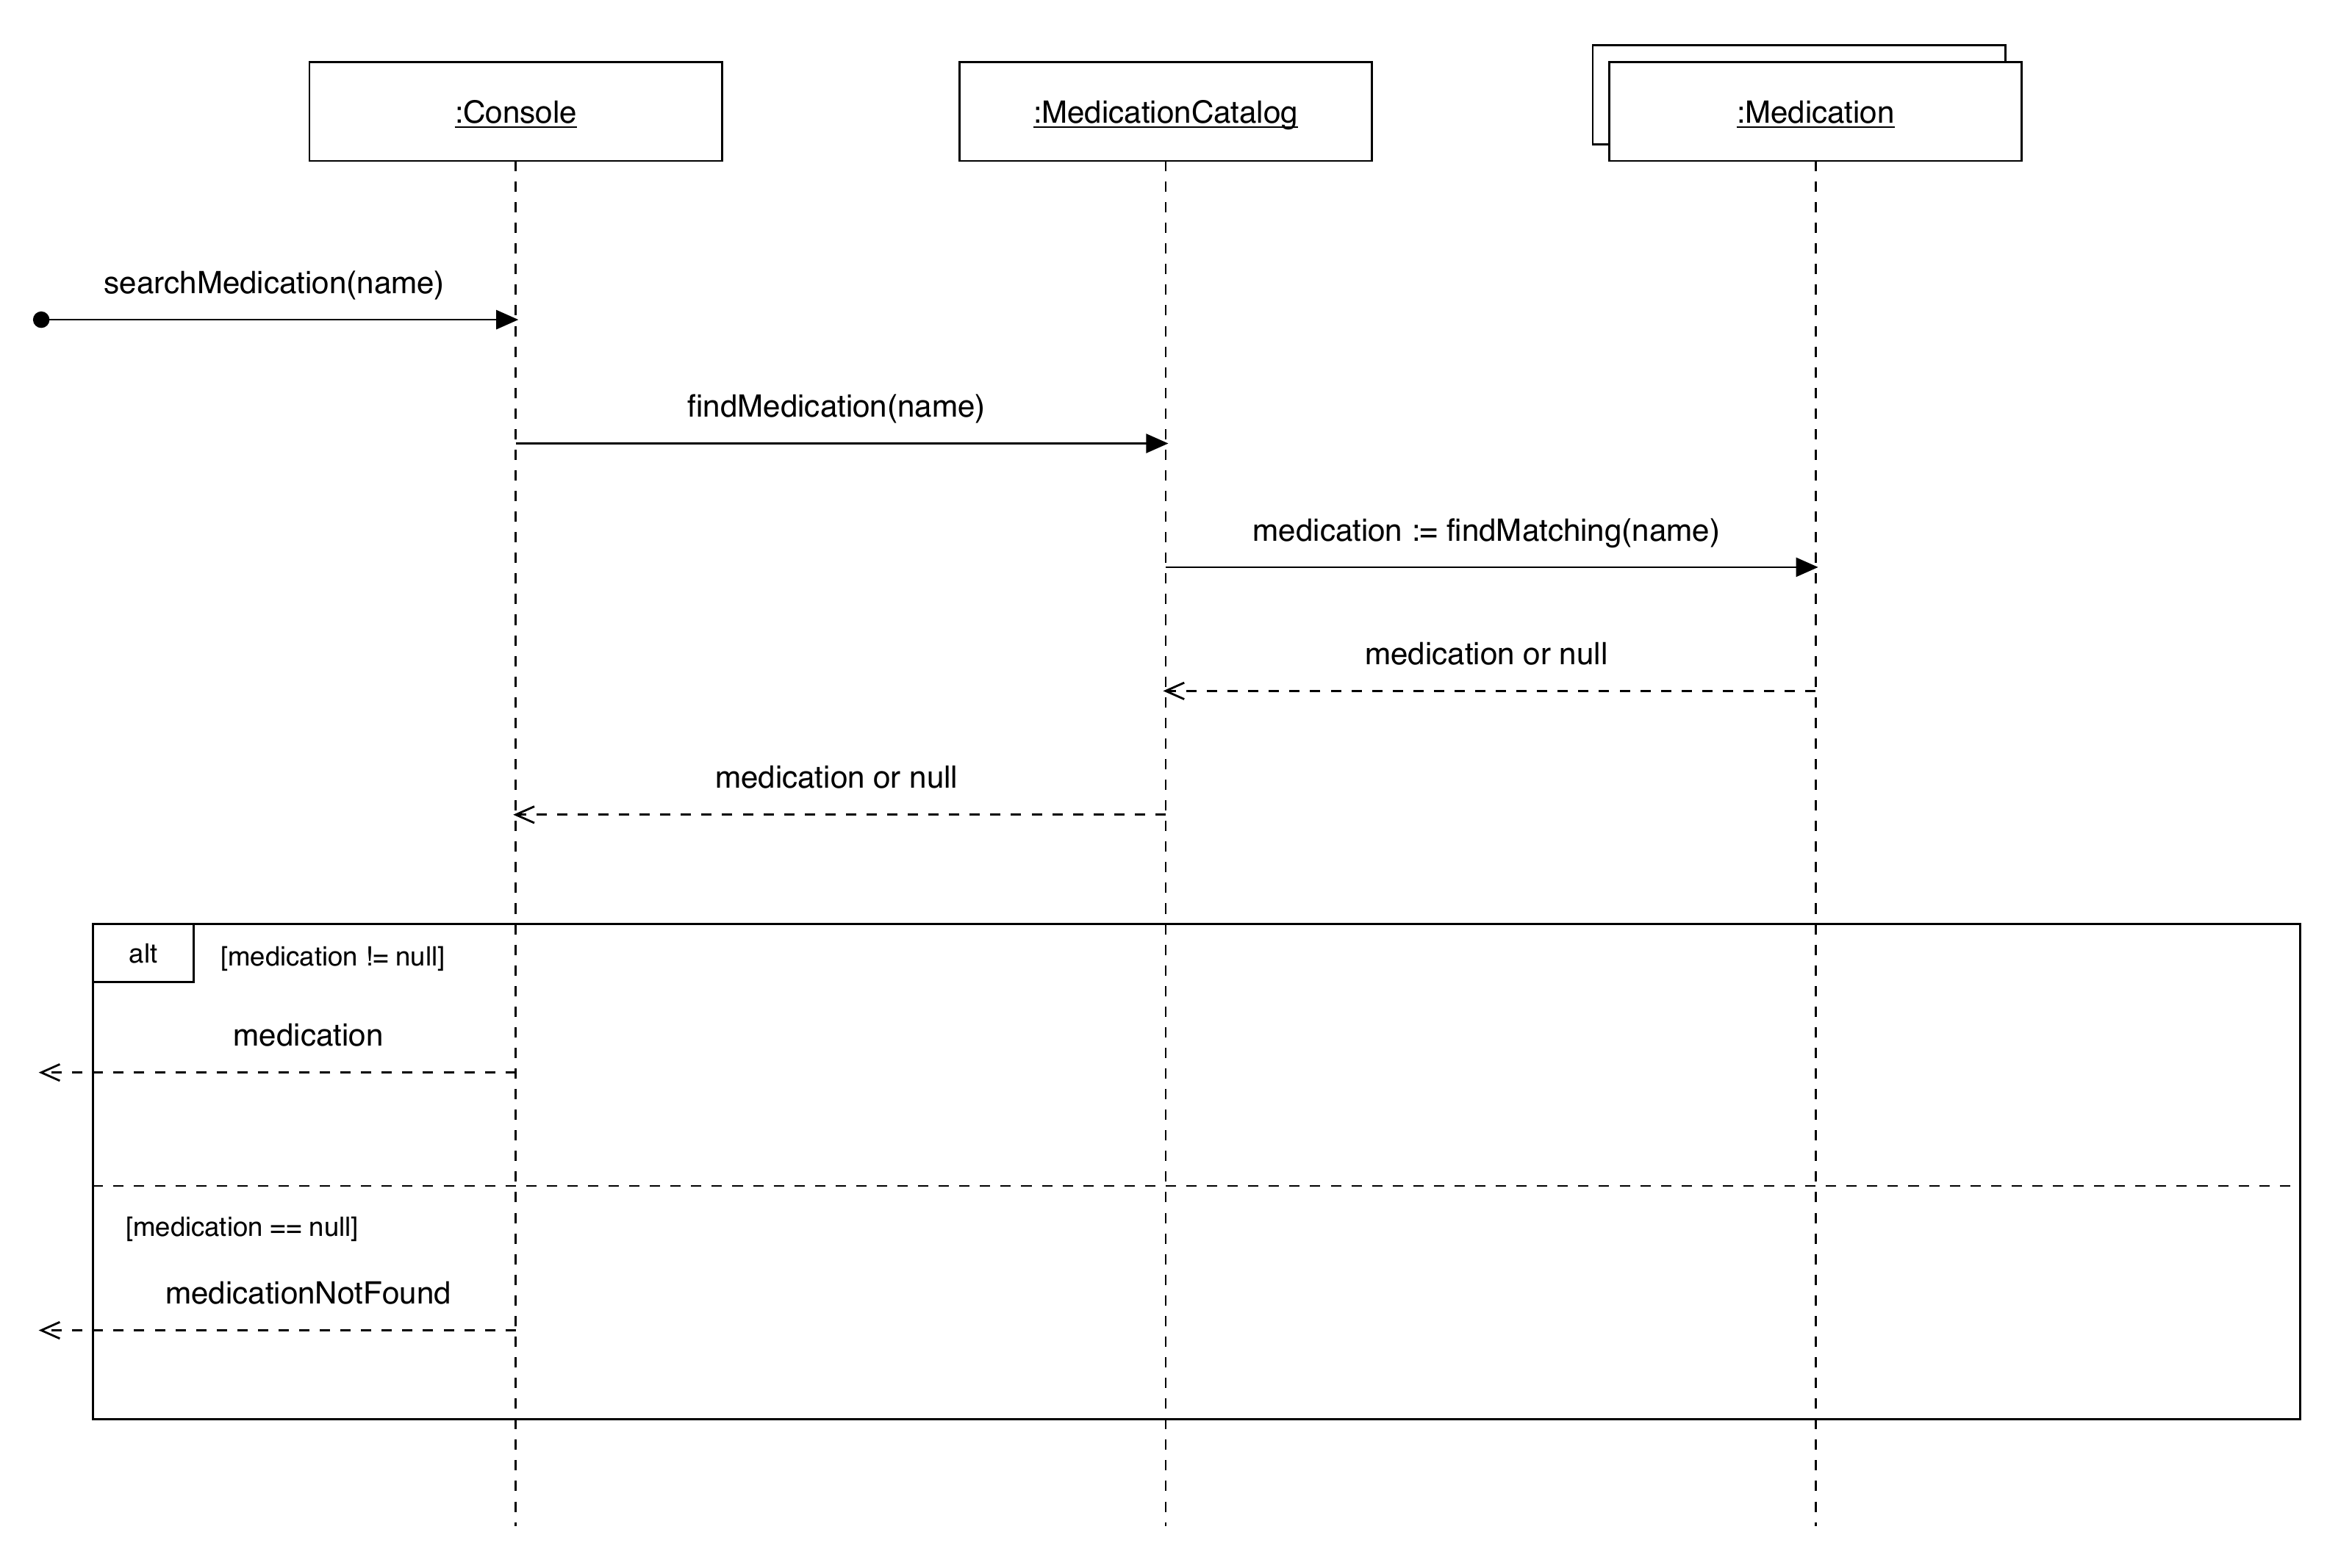 :Console
:MedicationCatalog
:Medication
searchMedication(name)
findMedication(name)
medication := findMatching(name)
medication or null
medication or null
alt
[medication != null]
medication
[medication == null]
medicationNotFound